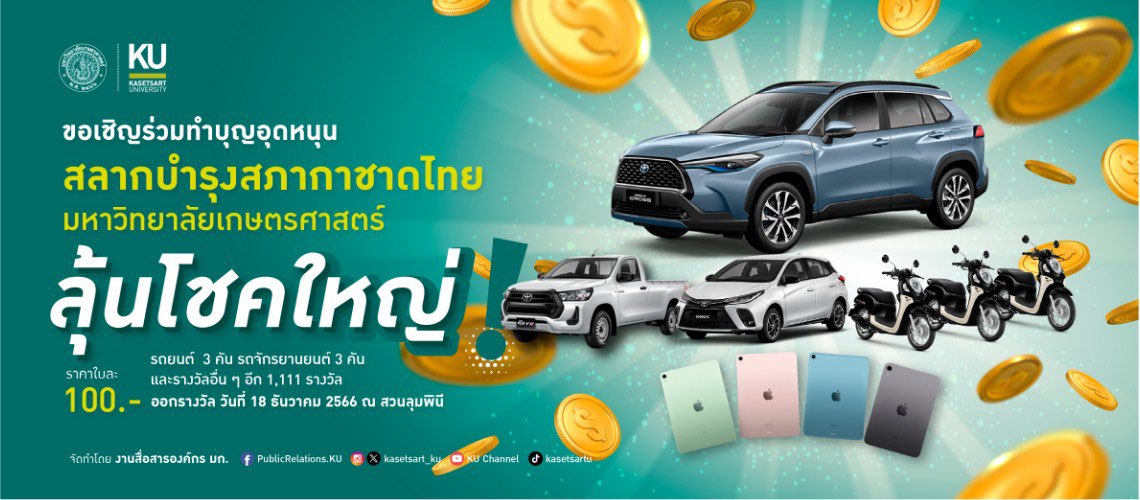 KU
KASETSART
UNIVERSITY
ขอเชิญร่วมทำบุญอุดหนุน
สลากบำรุงสภากาชาดไทย
มหาวิทยาลัยเกษตรศาสตร์
ลุ้นโชคใหญ่!
ราคาใบละ
100.-
รถยนต์ 3 คัน รถจักรยานยนต์ 3 คัน
และรางวัลอื่น ๆ อีก 1,111 รางวัล
ออกรางวัล วันที่ 18 ธันวาคม 2566 ณ สวนลุมพินี
จัดทำโดย งานสื่อสารองค์กร มก. PublicRelations.KU kasetsart_ku KU Channel kasetsartu